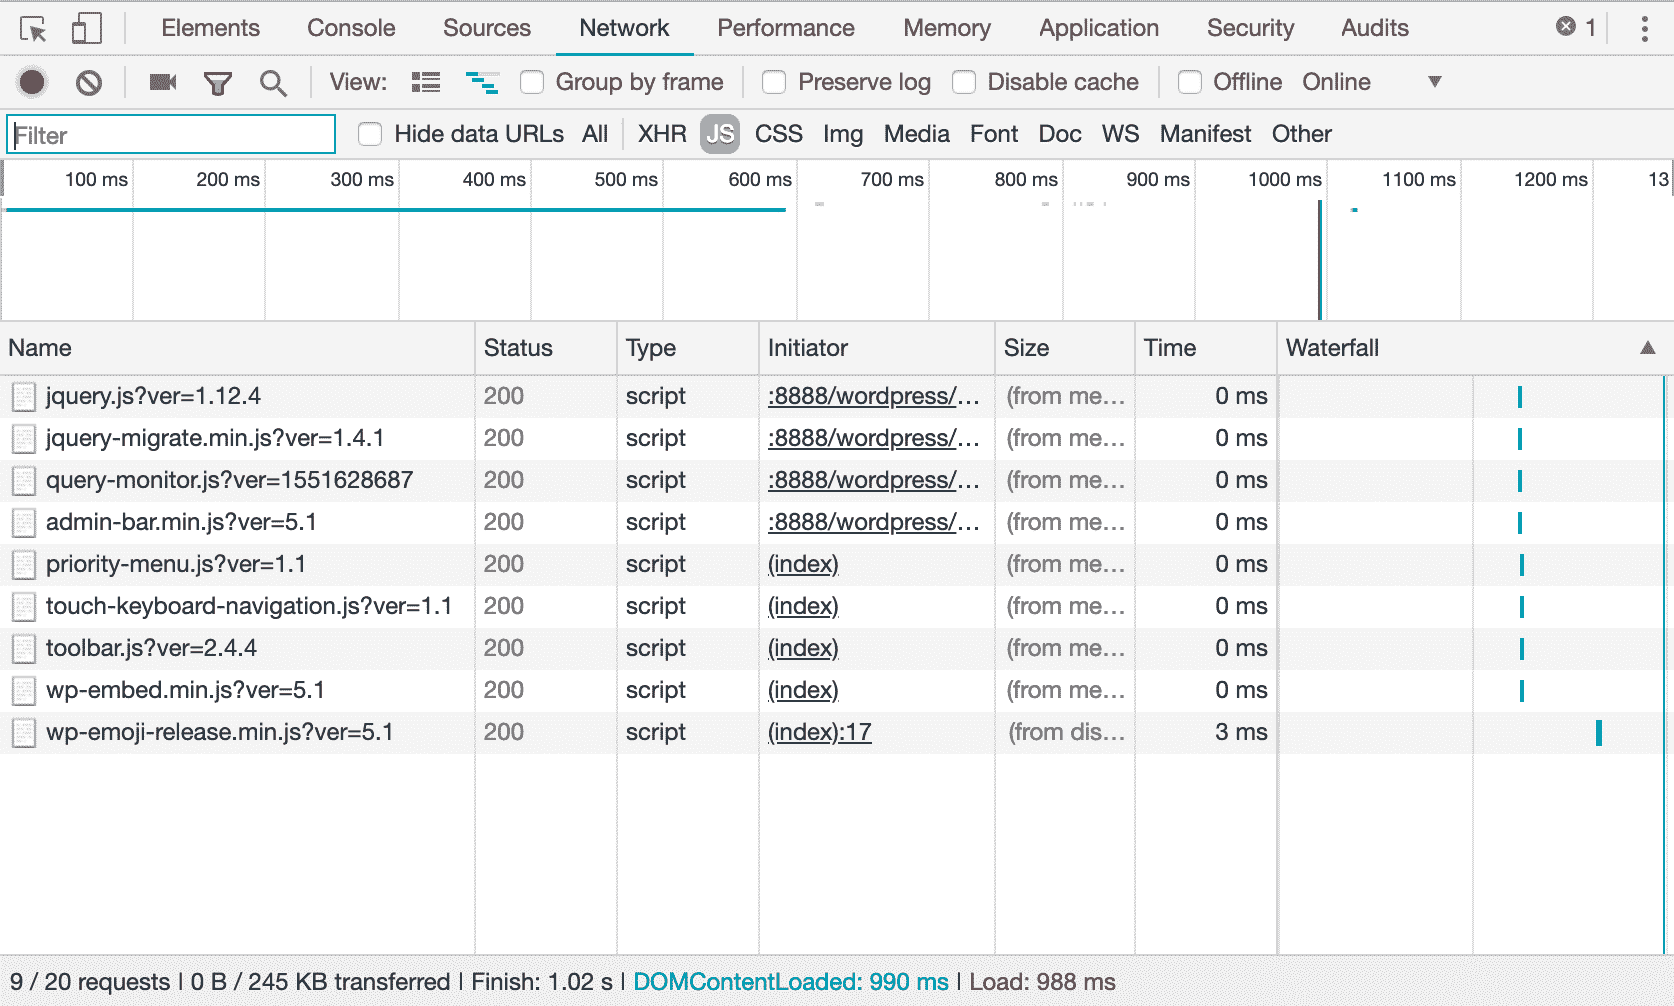 Elements Console Sources Network Performance Memory Application Security Audits 1
View: Group by frame Preserve log Disable cache Offline Online
Filter Hide data URLs All XHR JS CSS Img Media Font Doc WS Manifest Other
100 ms 200 ms 300 ms 400 ms 500 ms 600 ms 700 ms 800 ms 900 ms 1000 ms 1100 ms 1200 ms 13
Name Status Type Initiator Size Time Waterfall
jquery.js?ver=1.12.4 200 script :8888/wordpress/… (from me… 0 ms
jquery-migrate.min.js?ver=1.4.1 200 script :8888/wordpress/… (from me… 0 ms
query-monitor.js?ver=1551628687 200 script :8888/wordpress/… (from me… 0 ms
admin-bar.min.js?ver=5.1 200 script :8888/wordpress/… (from me… 0 ms
priority-menu.js?ver=1.1 200 script (index) (from me… 0 ms
touch-keyboard-navigation.js?ver=1.1 200 script (index) (from me… 0 ms
toolbar.js?ver=2.4.4 200 script (index) (from me… 0 ms
wp-embed.min.js?ver=5.1 200 script (index) (from me… 0 ms
wp-emoji-release.min.js?ver=5.1 200 script (index):17 (from dis… 3 ms
9 / 20 requests | 0 B / 245 KB transferred | Finish: 1.02 s | DOMContentLoaded: 990 ms | Load: 988 ms